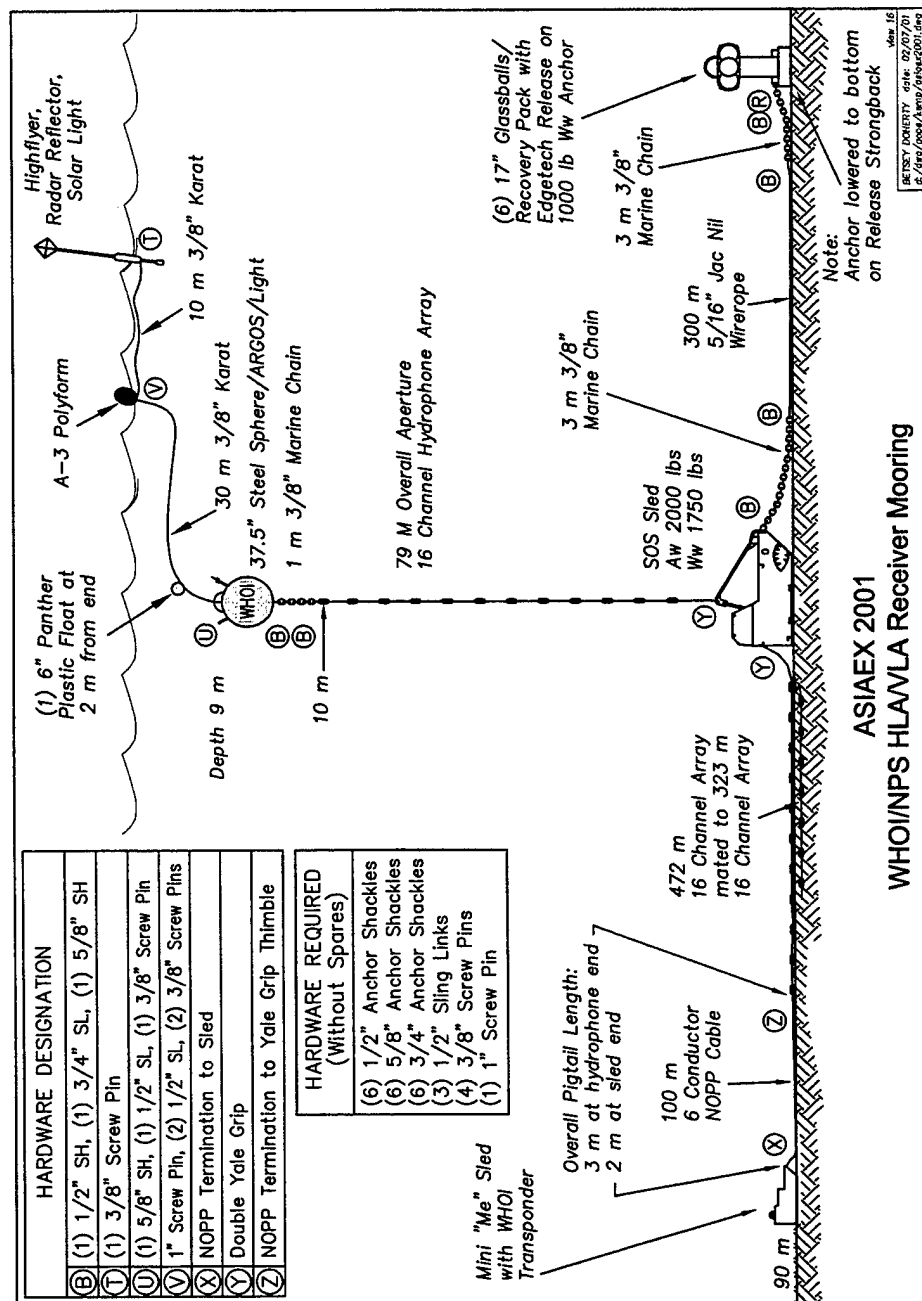 HARDWARE DESIGNATION
B (1) 1/2" SH, (1) 3/4" SL, (1) 5/8" SH
T (1) 3/8" Screw Pin
U (1) 5/8" SH, (1) 1/2" SL, (1) 3/8" Screw Pin
V 1" Screw Pin, (2) 1/2" SL, (2) 3/8" Screw Pins
X NOPP Termination to Sled
Y Double Yale Grip
Z NOPP Termination to Yale Grip Thimble
HARDWARE REQUIRED
(Without Spares)
(6) 1/2" Anchor Shackles
(6) 5/8" Anchor Shackles
(6) 3/4" Anchor Shackles
(3) 1/2" Sling Links
(4) 3/8" Screw Pins
(1) 1" Screw Pin
(1) 6" Panther
Plastic Float at
2 m from end
A-3 Polyform
Highflyer,
Radar Reflector,
Solar Light
T
10 m 3/8" Karat
V
30 m 3/8" Karat
U
Depth 9 m
WHOI
37.5" Steel Sphere/ARGOS/Light
B
B
1 m 3/8" Marine Chain
10 m
79 M Overall Aperture
16 Channel Hydrophone Array
Mini "Me" Sled
with WHOI
Transponder
Overall Pigtail Length:
3 m at hydrophone end
2 m at sled end
90 m
X
100 m
6 Conductor
NOPP Cable
Z
472 m
16 Channel Array
mated to 323 m
16 Channel Array
Y
Y
SOS Sled
Aw 2000 lbs
Ww 1750 lbs
B
3 m 3/8"
Marine Chain
B
300 m
5/16" Jac Nil
Wirerope
(6) 17" Glassballs/
Recovery Pack with
Edgetech Release on
1000 lb Ww Anchor
3 m 3/8"
Marine Chain
B
B R
Note:
Anchor lowered to bottom
on Release Strongback
ASIAEX 2001
WHOI/NPS HLA/VLA Receiver Mooring
view 16
BETSEY DOHERTY date: 02/07/01